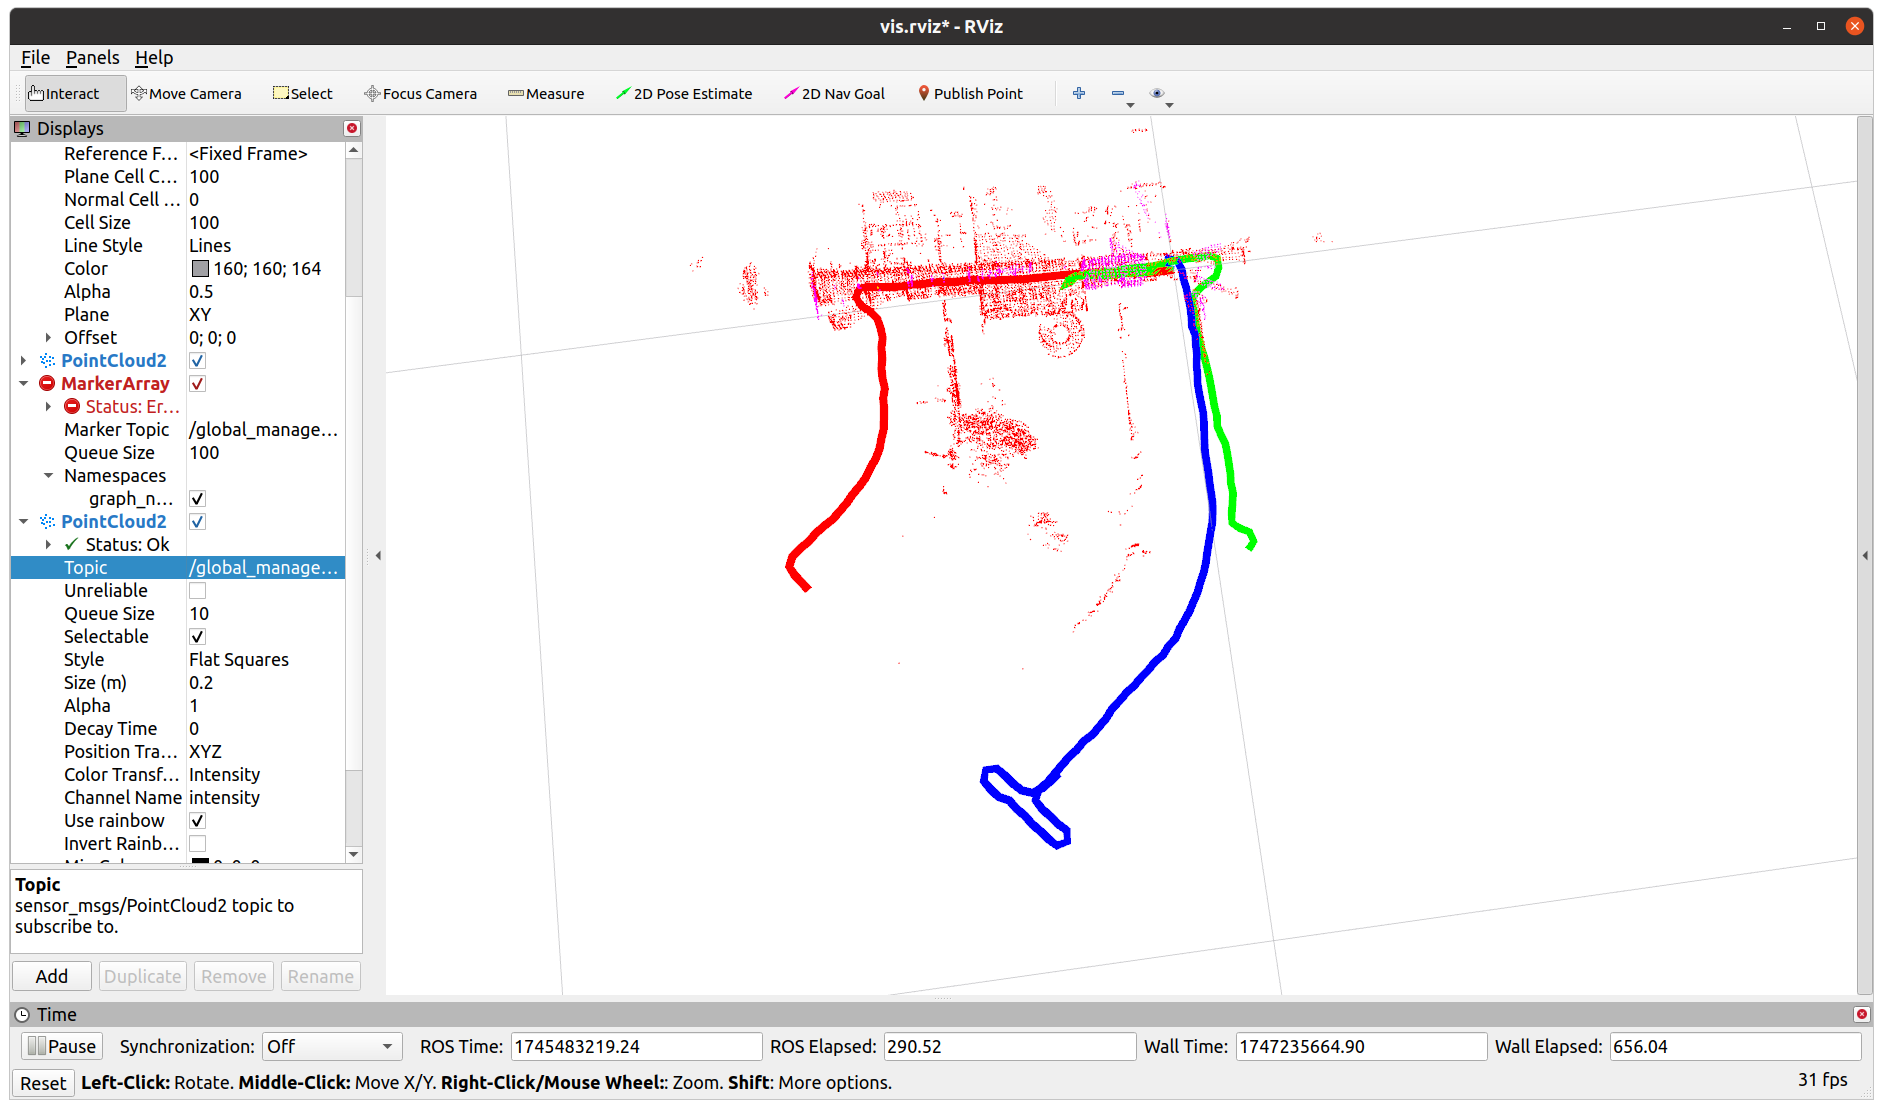 vis.rviz* - RViz
File Panels Help
Interact Move Camera Select Focus Camera Measure 2D Pose Estimate 2D Nav Goal Publish Point
Displays
Reference F... <Fixed Frame>
Plane Cell C... 100
Normal Cell ... 0
Cell Size 100
Line Style Lines
Color 160; 160; 164
Alpha 0.5
Plane XY
Offset 0; 0; 0
PointCloud2
MarkerArray
Status: Er...
Marker Topic /global_manage...
Queue Size 100
Namespaces
graph_n...
PointCloud2
Status: Ok
Topic /global_manage...
Unreliable
Queue Size 10
Selectable
Style Flat Squares
Size (m) 0.2
Alpha 1
Decay Time 0
Position Tra... XYZ
Color Transf... Intensity
Channel Name intensity
Use rainbow
Invert Rainb...
Topic
sensor_msgs/PointCloud2 topic to
subscribe to.
Add Duplicate Remove Rename
Time
Pause Synchronization: Off ROS Time: 1745483219.24 ROS Elapsed: 290.52 Wall Time: 1747235664.90 Wall Elapsed: 656.04
Reset Left-Click: Rotate. Middle-Click: Move X/Y. Right-Click/Mouse Wheel:: Zoom. Shift: More options. 31 fps